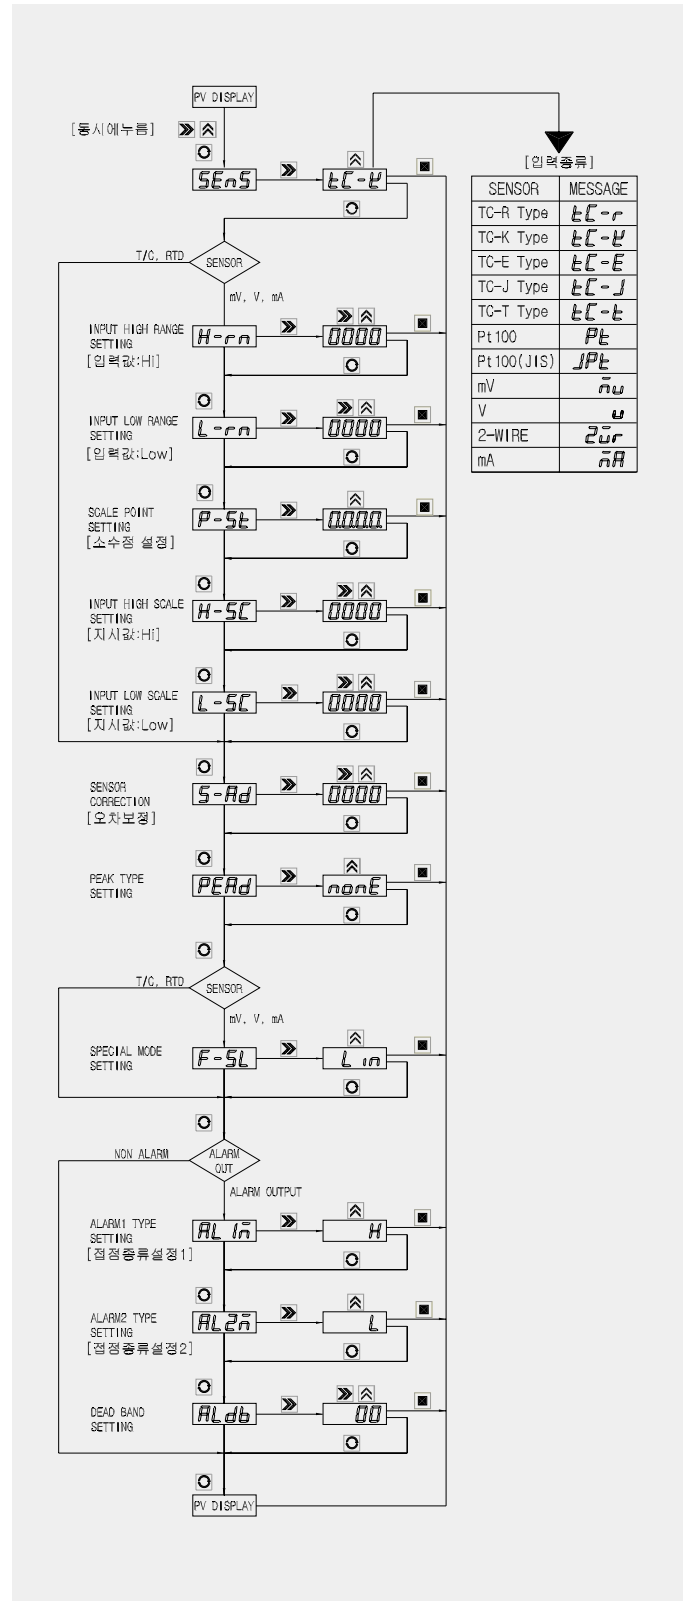 PV DISPLAY
[동시에누름]
SEnS
tC-K
[입력종류]
SENSOR MESSAGE
TC-R Type tC-r
TC-K Type tC-K
TC-E Type tC-E
TC-J Type tC-J
TC-T Type tC-t
Pt100 Pt
Pt100(JIS) JPt
mV
V u
2-WIRE
mA
T/C, RTD
SENSOR
mV, V, mA
INPUT HIGH RANGE
SETTING
[입력값:Hi]
H-rn
0000
INPUT LOW RANGE
SETTING
[입력값:Low]
L-rn
0000
SCALE POINT
SETTING
[소수점 설정]
P-St
0.0.0.0.
INPUT HIGH SCALE
SETTING
[지시값:Hi]
H-SC
0000
INPUT LOW SCALE
SETTING
[지시값:Low]
L-SC
0000
SENSOR
CORRECTION
[오차보정]
S-Ad
0000
PEAK TYPE
SETTING
PEAd
nonE
T/C, RTD
SENSOR
mV, V, mA
SPECIAL MODE
SETTING
F-SL
Lin
NON ALARM
ALARM
OUT
ALARM OUTPUT
ALARM1 TYPE
SETTING
[접점종류설정1]
H
ALARM2 TYPE
SETTING
[접점종류설정2]
L
DEAD BAND
SETTING
ALdb
00
PV DISPLAY